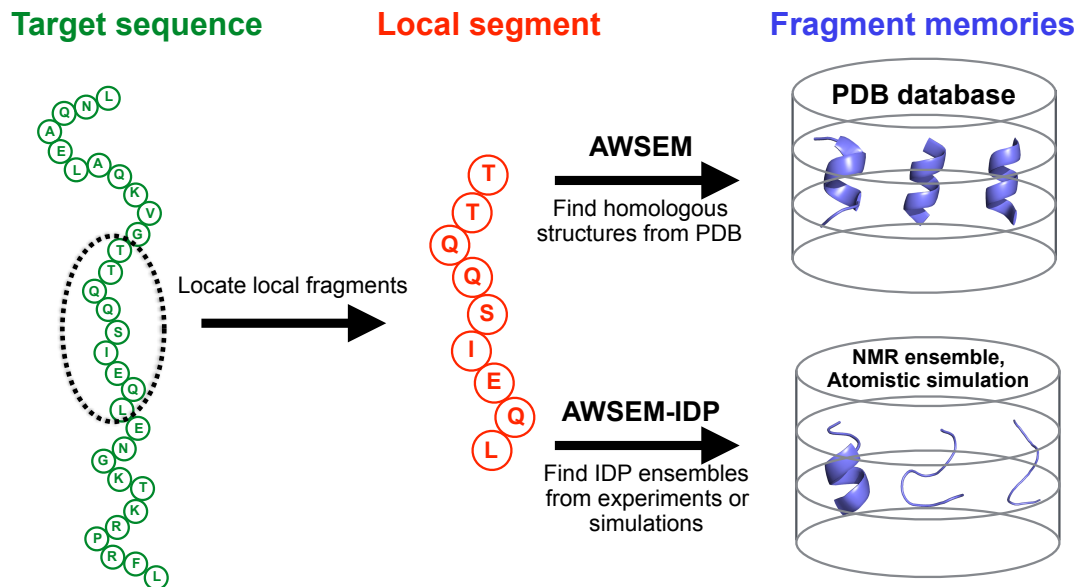 Target sequence
Local segment
Fragment memories
L
N
Q
A
E
L
A
Q
K
V
G
T
T
Q
Q
S
I
E
Q
L
E
N
G
K
T
K
R
P
R
F
L
Locate local fragments
T
T
Q
Q
S
I
E
Q
L
AWSEM
Find homologous
structures from PDB
PDB database
AWSEM-IDP
Find IDP ensembles
from experiments or
simulations
NMR ensemble,
Atomistic simulation